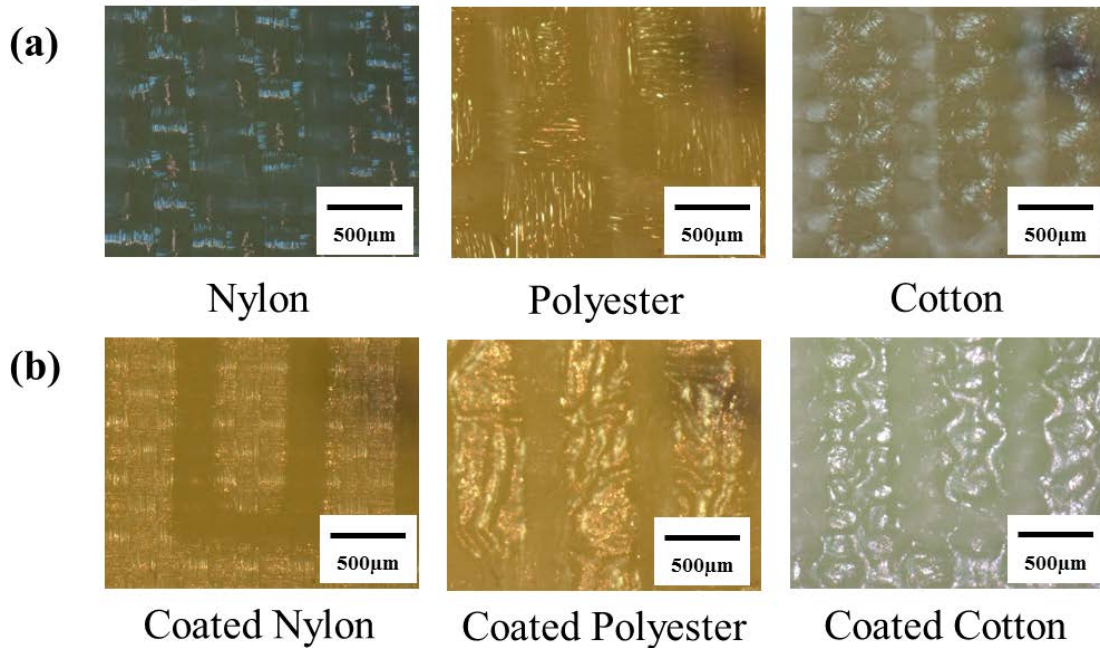 (a)
500μm
500μm
500μm
Nylon
Polyester
Cotton
(b)
500μm
500μm
500μm
Coated Nylon
Coated Polyester
Coated Cotton